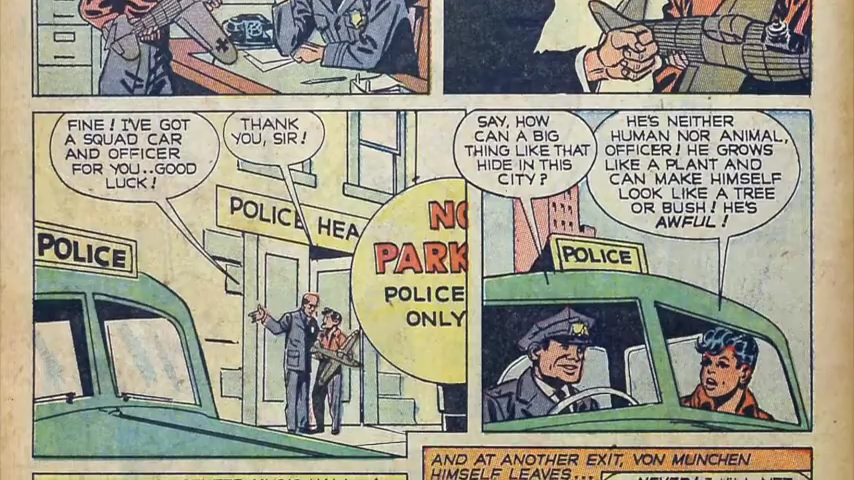 FINE! I'VE GOT
A SQUAD CAR
AND OFFICER
FOR YOU..GOOD
LUCK!
THANK
YOU, SIR!
POLICE HEA
NO
PARK
POLICE
ONLY
POLICE
SAY, HOW
CAN A BIG
THING LIKE THAT
HIDE IN THIS
CITY?
HE'S NEITHER
HUMAN NOR ANIMAL,
OFFICER! HE GROWS
LIKE A PLANT AND
CAN MAKE HIMSELF
LOOK LIKE A TREE
OR BUSH! HE'S
AWFUL!
POLICE
AND AT ANOTHER EXIT, VON MUNCHEN
HIMSELF LEAVES...